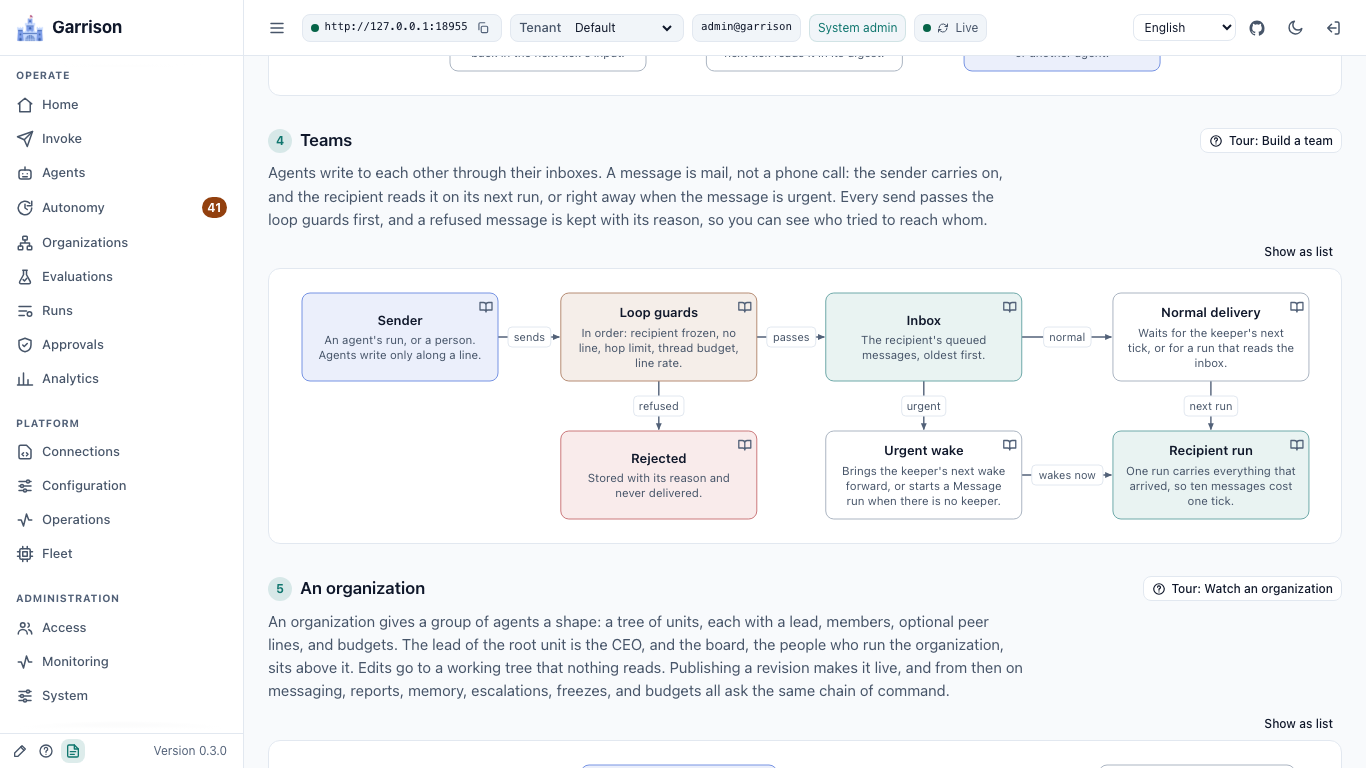 Garrison
http://127.0.0.1:18955
Tenant Default
admin@garrison
System admin
Live
English
OPERATE
Home
Invoke
Agents
Autonomy 41
Organizations
Evaluations
Runs
Approvals
Analytics
PLATFORM
Connections
Configuration
Operations
Fleet
ADMINISTRATION
Access
Monitoring
System
Version 0.3.0
4 Teams
Tour: Build a team
Agents write to each other through their inboxes. A message is mail, not a phone call: the sender carries on,
and the recipient reads it on its next run, or right away when the message is urgent. Every send passes the
loop guards first, and a refused message is kept with its reason, so you can see who tried to reach whom.
Show as list
Sender
An agent's run, or a person.
Agents write only along a line.
sends
Loop guards
In order: recipient frozen, no
line, hop limit, thread budget,
line rate.
passes
Inbox
The recipient's queued
messages, oldest first.
normal
Normal delivery
Waits for the keeper's next
tick, or for a run that reads the
inbox.
refused
urgent
next run
Rejected
Stored with its reason and
never delivered.
Urgent wake
Brings the keeper's next wake
forward, or starts a Message
run when there is no keeper.
wakes now
Recipient run
One run carries everything that
arrived, so ten messages cost
one tick.
5 An organization
Tour: Watch an organization
An organization gives a group of agents a shape: a tree of units, each with a lead, members, optional peer
lines, and budgets. The lead of the root unit is the CEO, and the board, the people who run the organization,
sits above it. Edits go to a working tree that nothing reads. Publishing a revision makes it live, and from then on
messaging, reports, memory, escalations, freezes, and budgets all ask the same chain of command.
Show as list